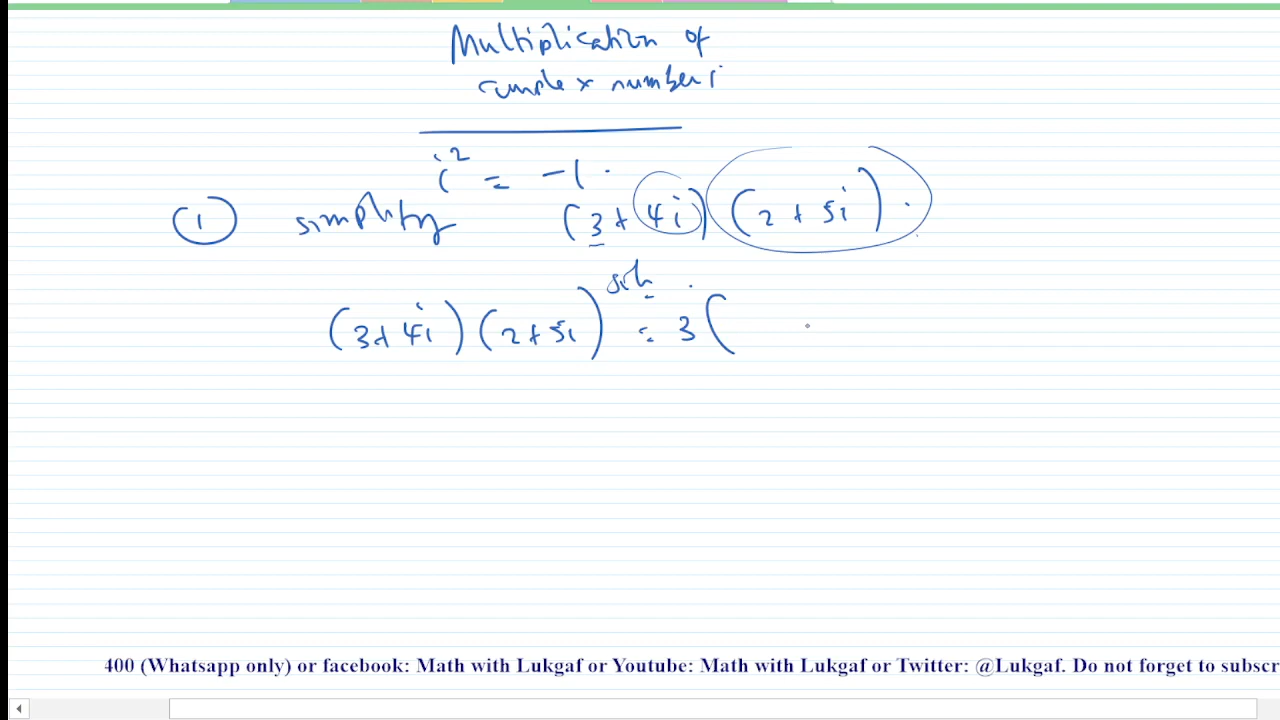 Multiplication of
complex numbers
i² = -1.
(1) simplify (3 + 4i) (2 + 5i).
soln
(3 + 4i) (2 + 5i) = 3 (
400 (Whatsapp only) or facebook: Math with Lukgaf or Youtube: Math with Lukgaf or Twitter: @Lukgaf. Do not forget to subscr